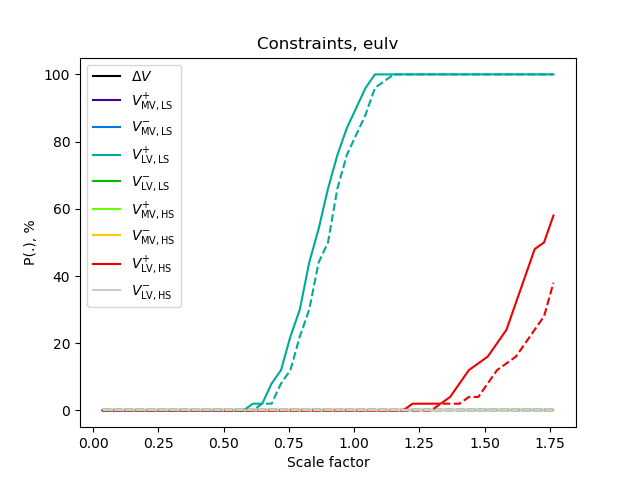 Constraints, eulv
100
80
60
40
20
0
P(.), %
ΔV
V⁺MV, LS
V⁻MV, LS
V⁺LV, LS
V⁻LV, LS
V⁺MV, HS
V⁻MV, HS
V⁺LV, HS
V⁻LV, HS
0.00 0.25 0.50 0.75 1.00 1.25 1.50 1.75
Scale factor